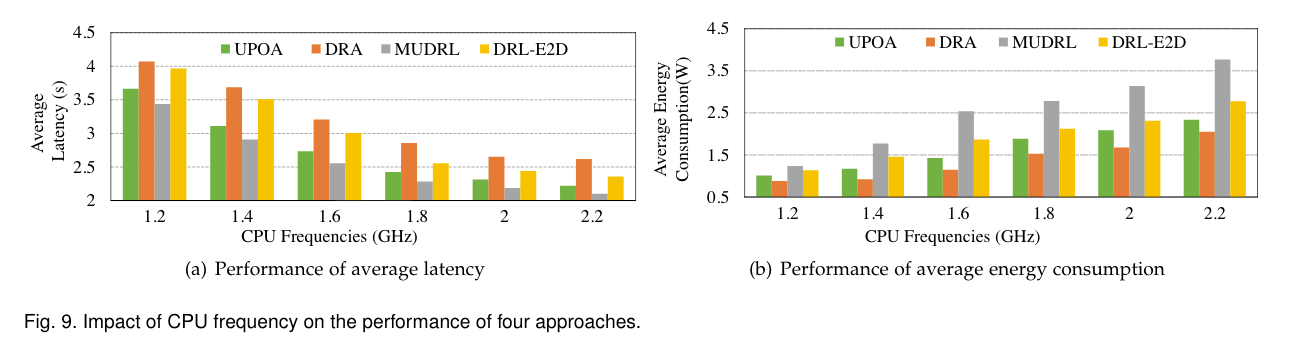 4.5
4
3.5
3
2.5
2
Average
Latency (s)
UPOA DRA MUDRL DRL-E2D
1.2 1.4 1.6 1.8 2 2.2
CPU Frequencies (GHz)
(a) Performance of average latency
4.5
3.5
2.5
1.5
0.5
Average Energy
Consumption(W)
UPOA DRA MUDRL DRL-E2D
1.2 1.4 1.6 1.8 2 2.2
CPU Frequencies (GHz)
(b) Performance of average energy consumption
Fig. 9. Impact of CPU frequency on the performance of four approaches.